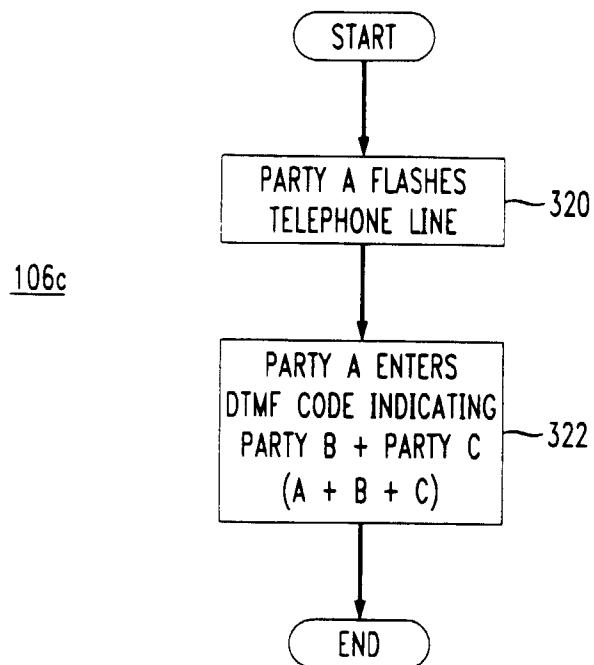 START
PARTY A FLASHES
TELEPHONE LINE
320
106c
PARTY A ENTERS
DTMF CODE INDICATING
PARTY B + PARTY C
(A + B + C)
322
END